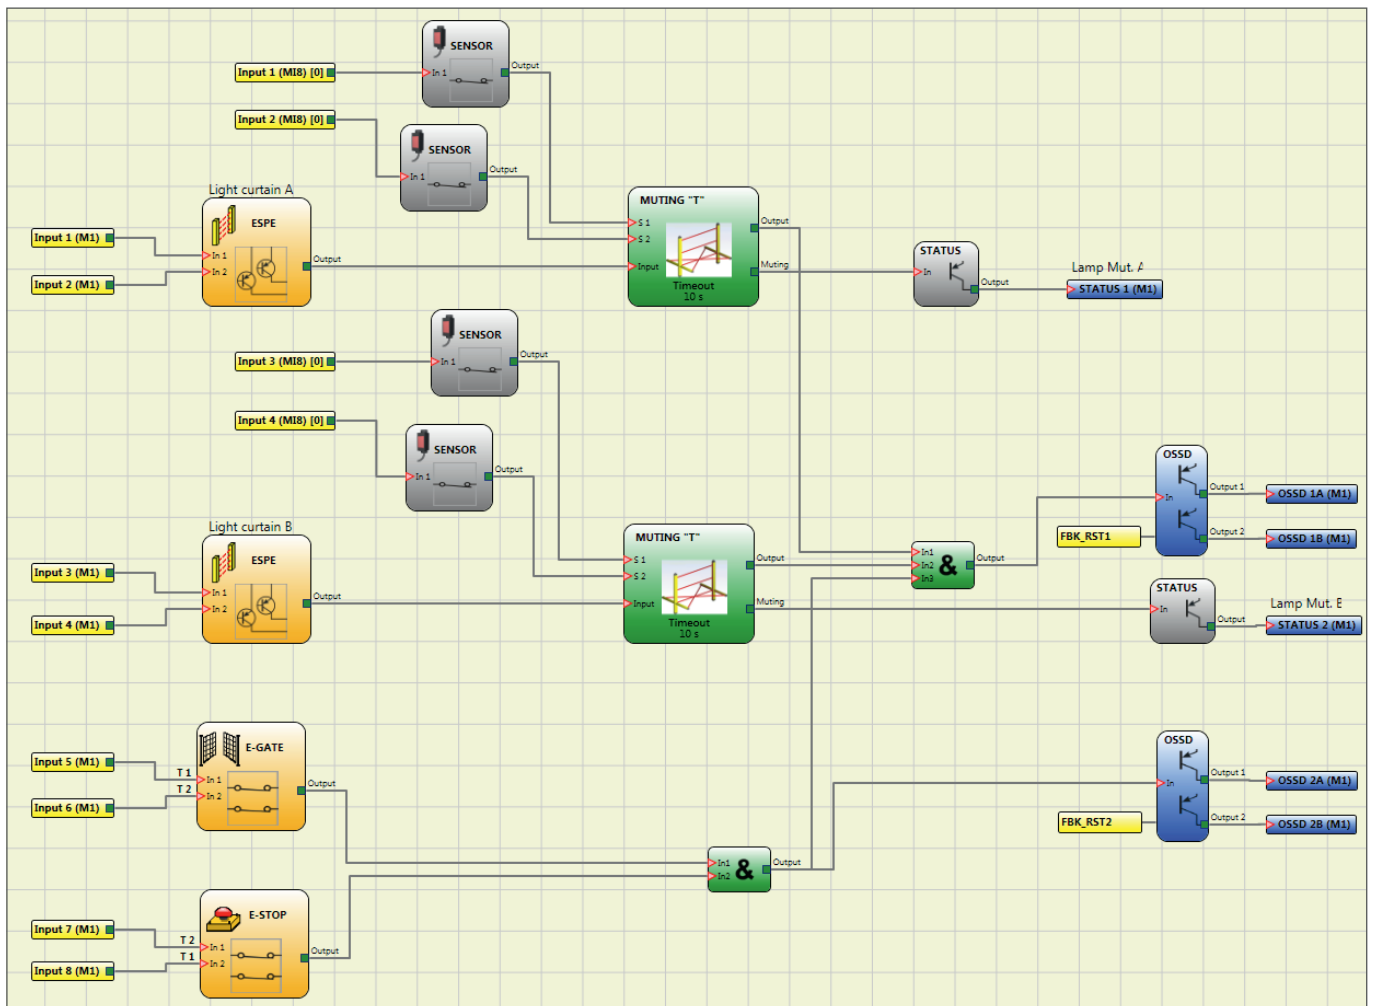 SENSOR
Input 1 (MI8) [0]
In 1
Output
Input 2 (MI8) [0]
SENSOR
In 1
Output
Light curtain A
ESPE
Input 1 (M1)
Input 2 (M1)
In 1
In 2
Output
MUTING "T"
S 1
S 2
Input
Timeout
10 s
Output
Muting
STATUS
In
Output
Lamp Mut. A
STATUS 1 (M1)
SENSOR
Input 3 (MI8) [0]
In 1
Output
Input 4 (MI8) [0]
SENSOR
In 1
Output
Light curtain B
ESPE
Input 3 (M1)
Input 4 (M1)
In 1
In 2
Output
MUTING "T"
S 1
S 2
Input
Timeout
10 s
Output
Muting
In1
In2
In3
&
Output
OSSD
In
Output 1
Output 2
OSSD 1A (M1)
OSSD 1B (M1)
FBK_RST1
STATUS
In
Output
Lamp Mut. E
STATUS 2 (M1)
E-GATE
Input 5 (M1)
Input 6 (M1)
T 1
T 2
In 1
In 2
Output
E-STOP
Input 7 (M1)
Input 8 (M1)
T 2
T 1
In 1
In 2
Output
In1
In2
&
Output
OSSD
In
Output 1
Output 2
OSSD 2A (M1)
OSSD 2B (M1)
FBK_RST2